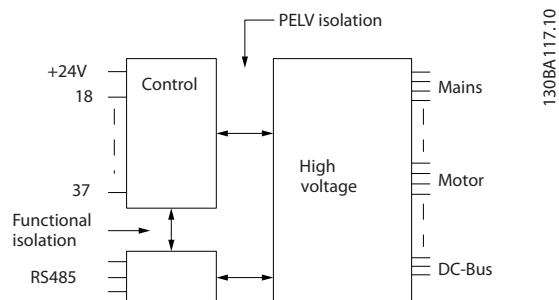 PELV isolation
+24V
Control
Mains
18
High
voltage
Motor
37
Functional
isolation
RS485
DC-Bus
130BA117.10